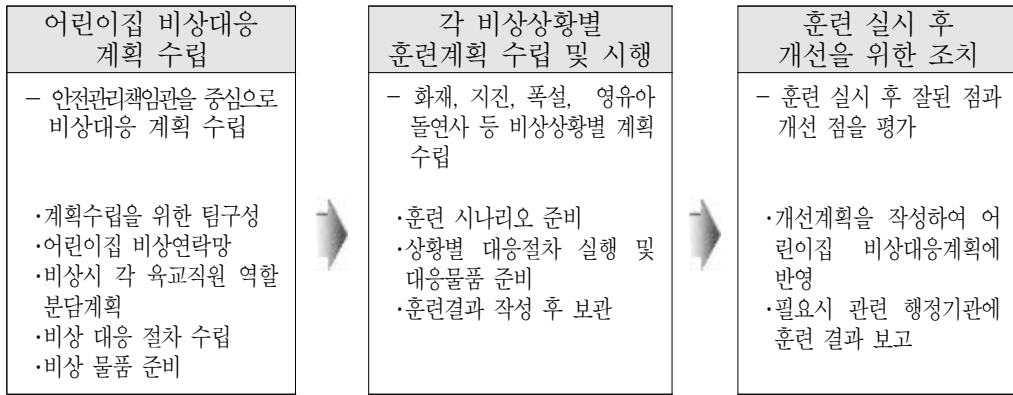 어린이집 비상대응
계획 수립
- 안전관리책임관을 중심으로
비상대응 계획 수립
·계획수립을 위한 팀구성
·어린이집 비상연락망
·비상시 각 육교직원 역할
분담계획
·비상 대응 절차 수립
·비상 물품 준비
각 비상상황별
훈련계획 수립 및 시행
- 화재, 지진, 폭설, 영유아
돌연사 등 비상상황별 계획
수립
·훈련 시나리오 준비
·상황별 대응절차 실행 및
대응물품 준비
·훈련결과 작성 후 보관
훈련 실시 후
개선을 위한 조치
- 훈련 실시 후 잘된 점과
개선 점을 평가
·개선계획을 작성하여 어
린이집 비상대응계획에
반영
·필요시 관련 행정기관에
훈련 결과 보고